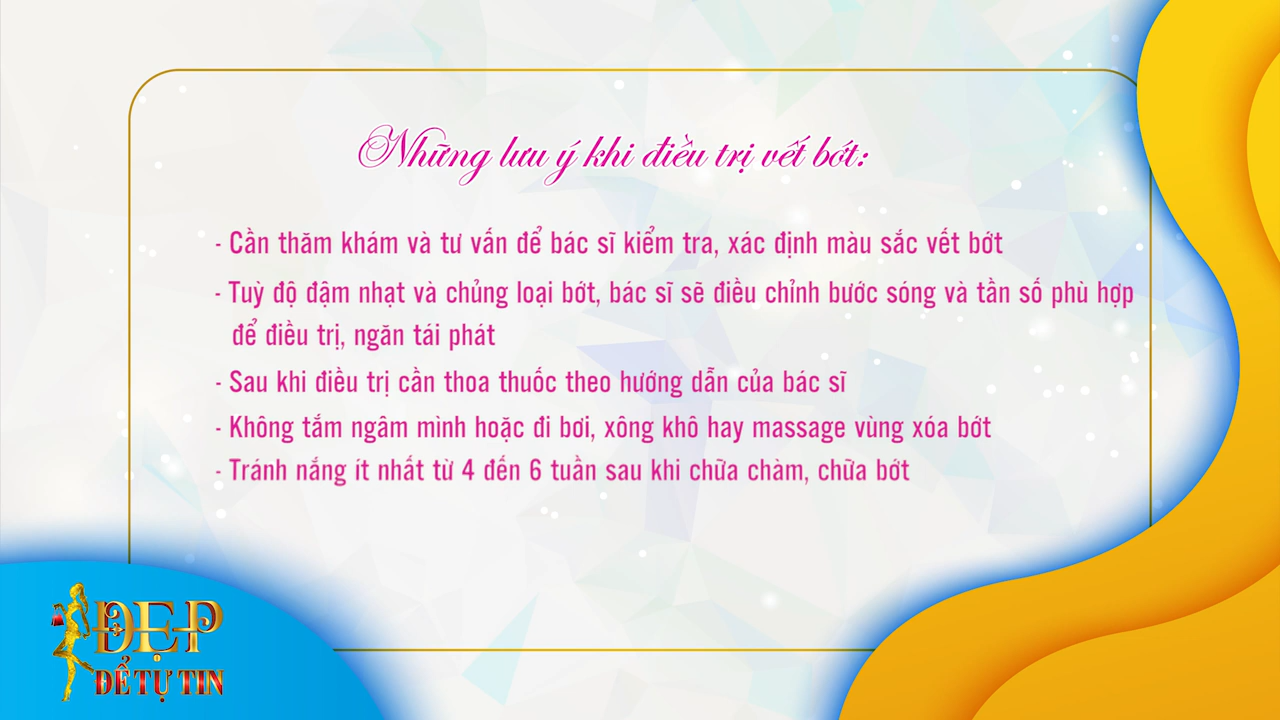 Những lưu ý khi điều trị vết bớt:
- Cần thăm khám và tư vấn để bác sĩ kiểm tra, xác định màu sắc vết bớt
- Tuỳ độ đậm nhạt và chủng loại bớt, bác sĩ sẽ điều chỉnh bước sóng và tần số phù hợp
để điều trị, ngăn tái phát
- Sau khi điều trị cần thoa thuốc theo hướng dẫn của bác sĩ
- Không tắm ngâm mình hoặc đi bơi, xông khô hay massage vùng xóa bớt
- Tránh nắng ít nhất từ 4 đến 6 tuần sau khi chữa chàm, chữa bớt
ĐẸP
ĐỂ TỰ TIN